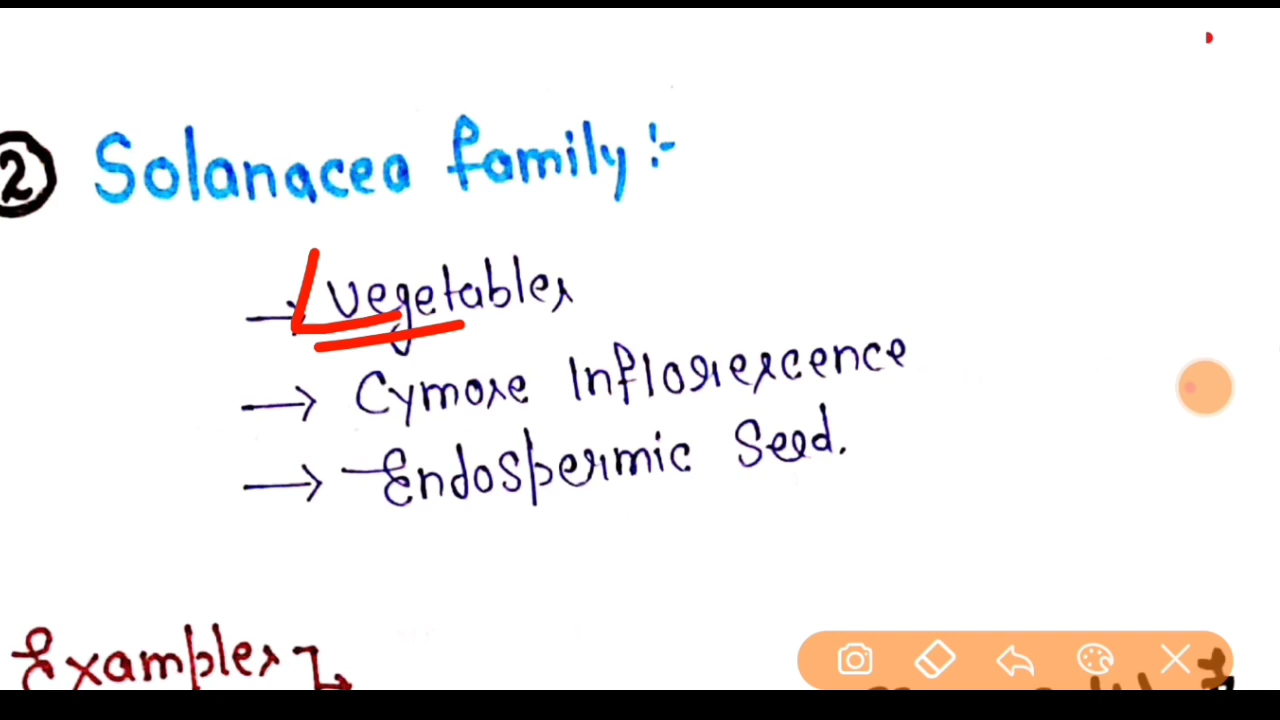 ② Solanacea family :-
→ Vegetables
→ Cymose Inflorescence
→ Endospermic Seed.
Examples